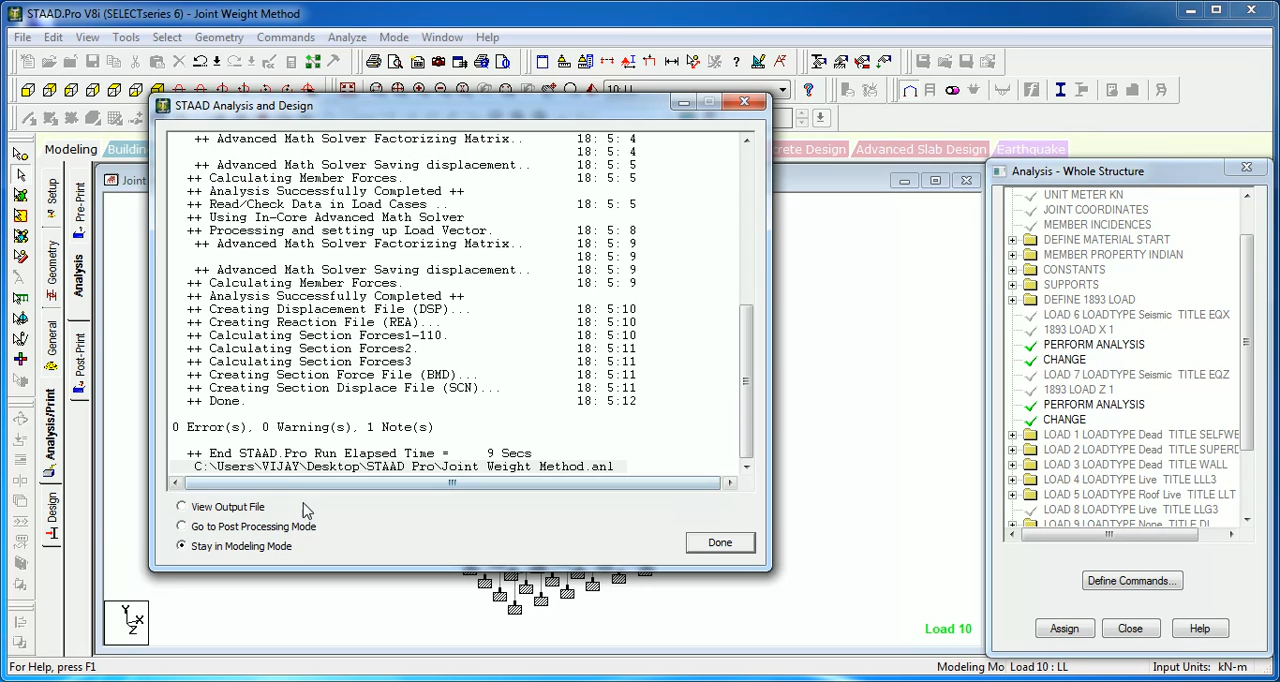 STAAD.Pro V8i (SELECTseries 6) - Joint Weight Method
File Edit View Tools Select Geometry Commands Analyze Mode Window Help
10: LL
Modeling Building crete Design Advanced Slab Design Earthquake
Joint
STAAD Analysis and Design
++ Advanced Math Solver Factorizing Matrix.. 18: 5: 4
18: 5: 4
++ Advanced Math Solver Saving displacement.. 18: 5: 5
++ Calculating Member Forces. 18: 5: 5
++ Analysis Successfully Completed ++
++ Read/Check Data in Load Cases .. 18: 5: 5
++ Using In-Core Advanced Math Solver
++ Processing and setting up Load Vector. 18: 5: 8
++ Advanced Math Solver Factorizing Matrix.. 18: 5: 9
18: 5: 9
++ Advanced Math Solver Saving displacement.. 18: 5: 9
++ Calculating Member Forces. 18: 5: 9
++ Analysis Successfully Completed ++
++ Creating Displacement File (DSP)... 18: 5:10
++ Creating Reaction File (REA)... 18: 5:10
++ Calculating Section Forces1-110. 18: 5:10
++ Calculating Section Forces2. 18: 5:11
++ Calculating Section Forces3 18: 5:11
++ Creating Section Force File (BMD)... 18: 5:11
++ Creating Section Displace File (SCN)... 18: 5:11
++ Done. 18: 5:12
0 Error(s), 0 Warning(s), 1 Note(s)
++ End STAAD.Pro Run Elapsed Time = 9 Secs
C:\Users\VIJAY\Desktop\STAAD Pro\Joint Weight Method.anl
View Output File
Go to Post Processing Mode
Stay in Modeling Mode
Done
Setup
Geometry
General
Analysis/Print
Design
Pre-Print
Analysis
Post-Print
Analysis - Whole Structure
UNIT METER KN
JOINT COORDINATES
MEMBER INCIDENCES
DEFINE MATERIAL START
MEMBER PROPERTY INDIAN
CONSTANTS
SUPPORTS
DEFINE 1893 LOAD
LOAD 6 LOADTYPE Seismic TITLE EQX
1893 LOAD X 1
PERFORM ANALYSIS
CHANGE
LOAD 7 LOADTYPE Seismic TITLE EQZ
1893 LOAD Z 1
PERFORM ANALYSIS
CHANGE
LOAD 1 LOADTYPE Dead TITLE SELFWE
LOAD 2 LOADTYPE Dead TITLE SUPERD
LOAD 3 LOADTYPE Dead TITLE WALL
LOAD 4 LOADTYPE Live TITLE LLL3
LOAD 5 LOADTYPE Roof Live TITLE LLT
LOAD 8 LOADTYPE Live TITLE LLG3
LOAD 9 LOADTYPE None TITLE DL
Define Commands...
Assign Close Help
Y
X
Z
Load 10
For Help, press F1
Modeling Mo Load 10 : LL Input Units: kN-m